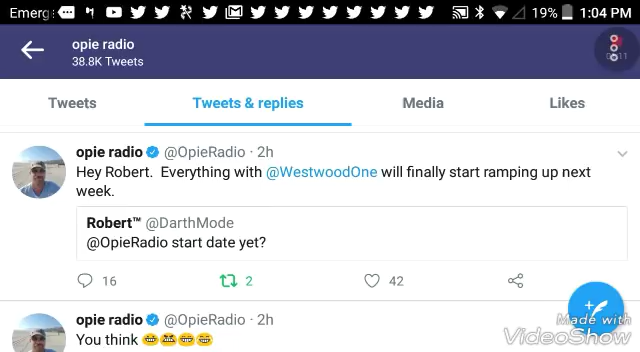 Emerg 19% 1:04 PM
opie radio
38.8K Tweets
Tweets Tweets & replies Media Likes
opie radio @OpieRadio · 2h
Hey Robert. Everything with @WestwoodOne will finally start ramping up next
week.
Robert™ @DarthMode
@OpieRadio start date yet?
16 2 42
opie radio @OpieRadio · 2h
You think 😂😂😂😂
Made with
VideoShow